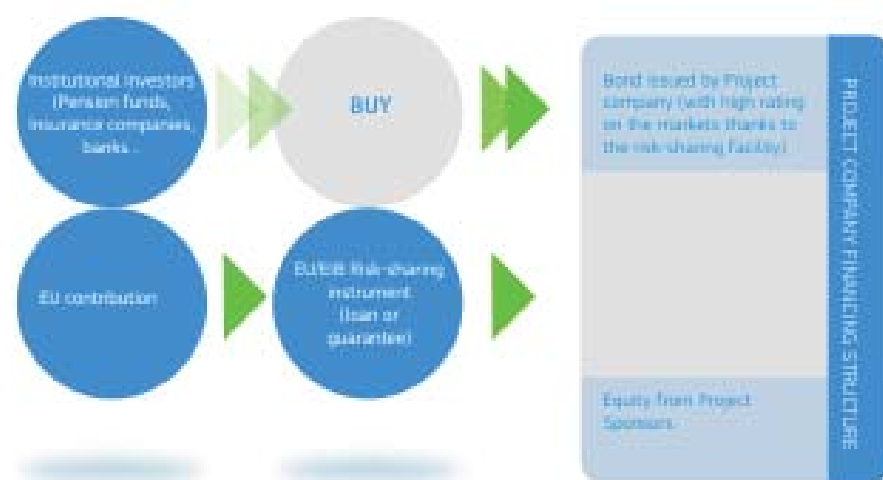 Institutional investors
(Pension funds,
insurance companies,
banks...
BUY
Bond issued by Project
company (with high rating
on the markets thanks to
the risk-sharing facility)
EU contribution
EU/EIB Risk-sharing
instrument
(loan or
guarantee)
Equity from Project
Sponsors
PROJECT COMPANY FINANCING STRUCTURE